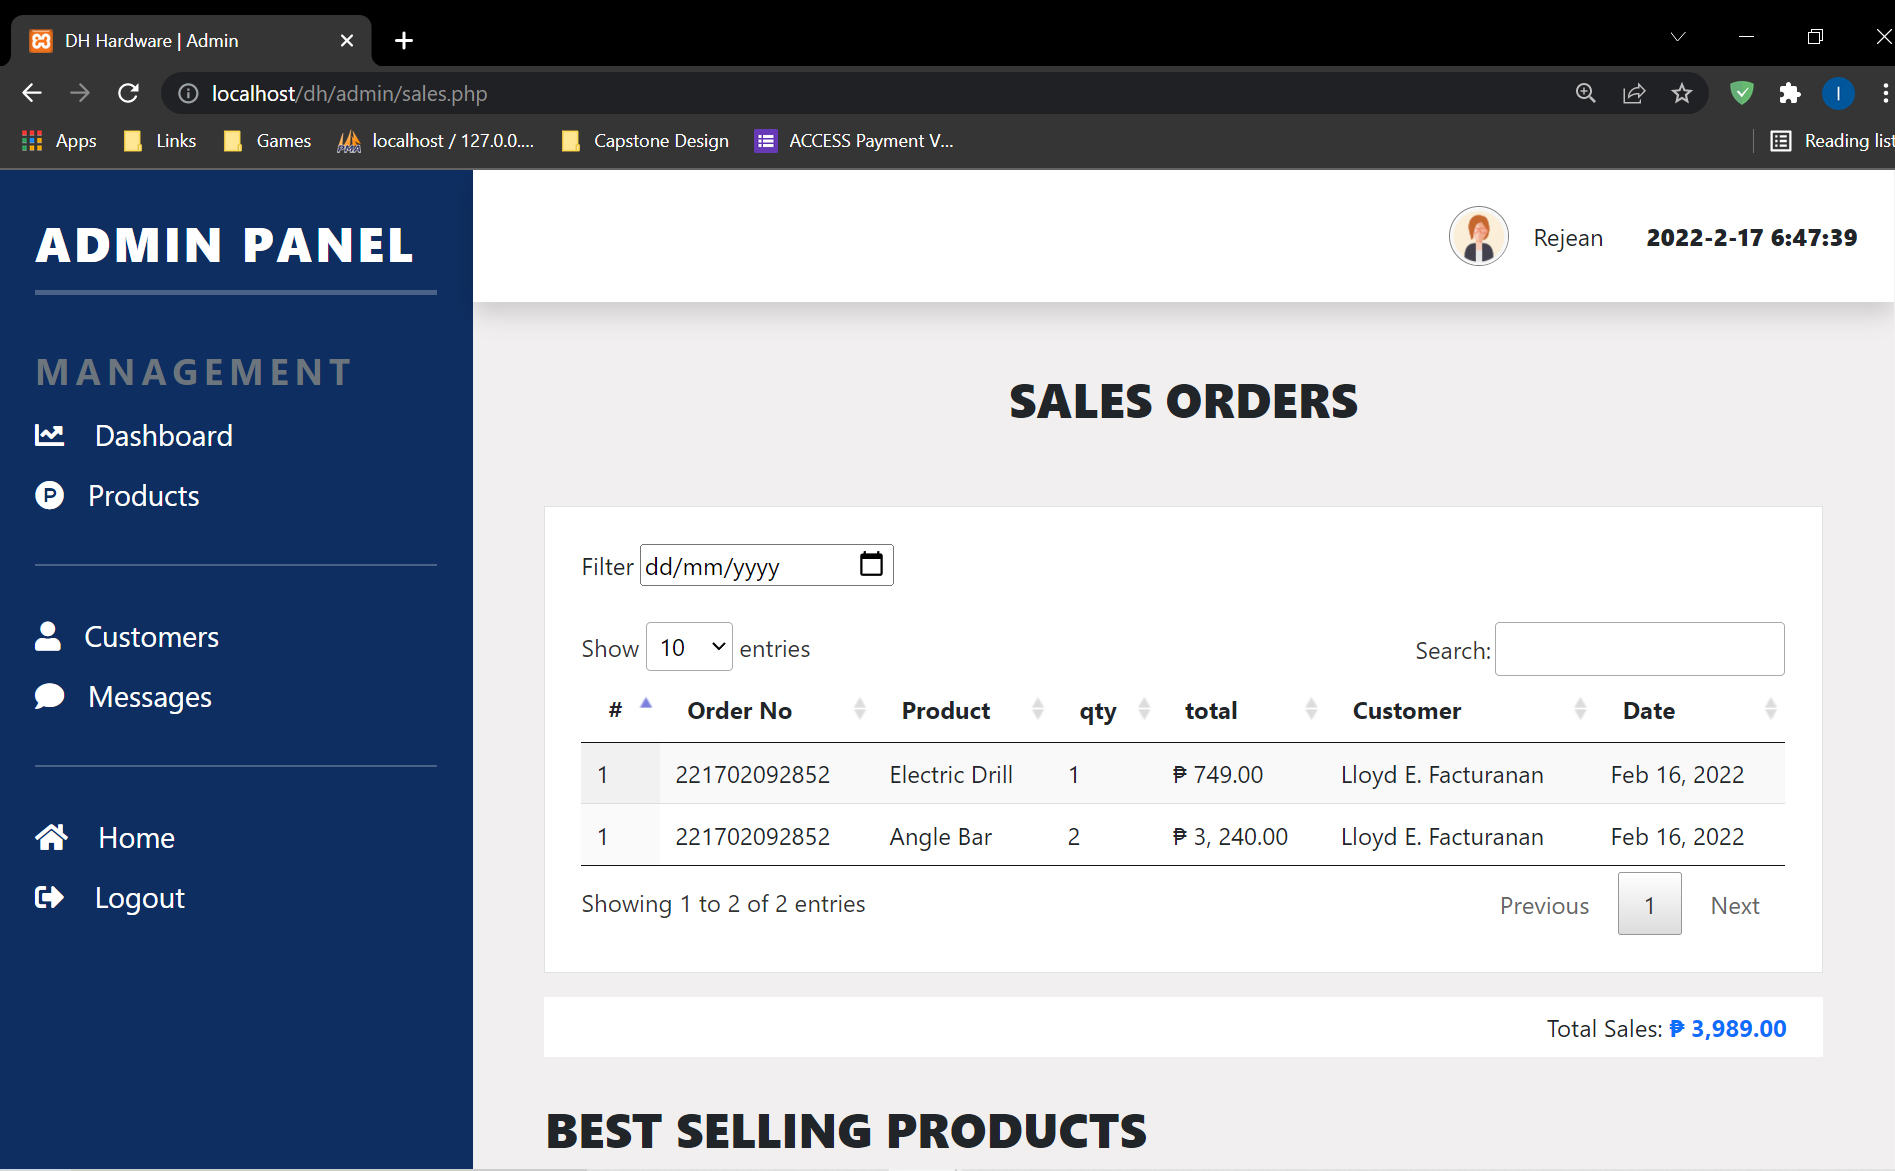 DH Hardware | Admin
localhost/dh/admin/sales.php
Apps Links Games localhost / 127.0.0.... Capstone Design ACCESS Payment V... Reading list
ADMIN PANEL
Rejean 2022-2-17 6:47:39
MANAGEMENT
Dashboard
Products
Customers
Messages
Home
Logout
SALES ORDERS
Filter dd/mm/yyyy
Show 10 entries Search:
# Order No Product qty total Customer Date
1 221702092852 Electric Drill 1 ₱ 749.00 Lloyd E. Facturanan Feb 16, 2022
1 221702092852 Angle Bar 2 ₱ 3, 240.00 Lloyd E. Facturanan Feb 16, 2022
Showing 1 to 2 of 2 entries Previous 1 Next
Total Sales: ₱ 3,989.00
BEST SELLING PRODUCTS